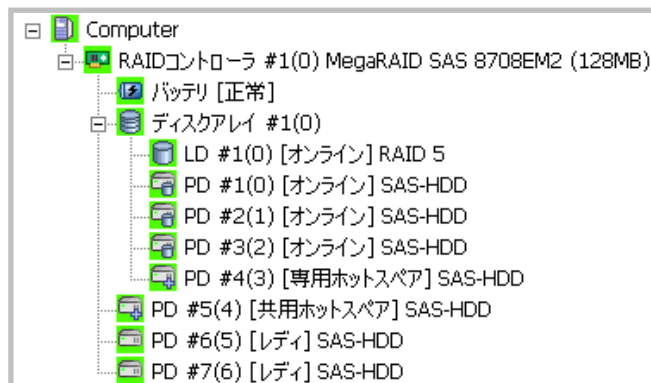 Computer
RAIDコントローラ #1(0) MegaRAID SAS 8708EM2 (128MB)
バッテリ [正常]
ディスクアレイ #1(0)
LD #1(0) [オンライン] RAID 5
PD #1(0) [オンライン] SAS-HDD
PD #2(1) [オンライン] SAS-HDD
PD #3(2) [オンライン] SAS-HDD
PD #4(3) [専用ホットスペア] SAS-HDD
PD #5(4) [共用ホットスペア] SAS-HDD
PD #6(5) [レディ] SAS-HDD
PD #7(6) [レディ] SAS-HDD